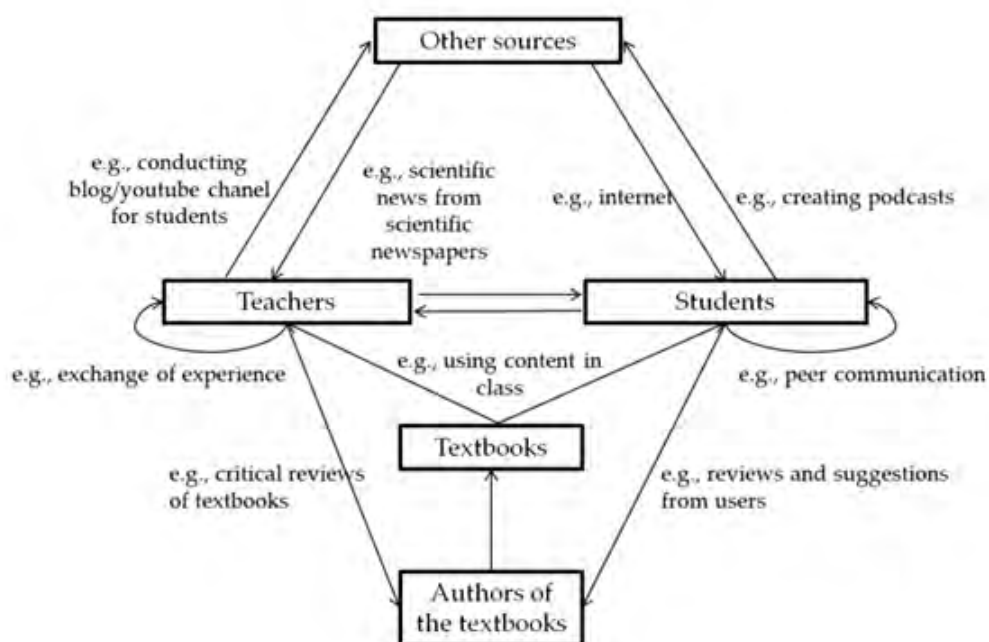 Other sources
e.g., conducting
blog/youtube chanel
for students
e.g., scientific
news from
scientific
newspapers
e.g., internet
e.g., creating podcasts
Teachers
Students
e.g., exchange of experience
e.g., using content in
class
e.g., peer communication
Textbooks
e.g., critical reviews
of textbooks
e.g., reviews and suggestions
from users
Authors of
the textbooks